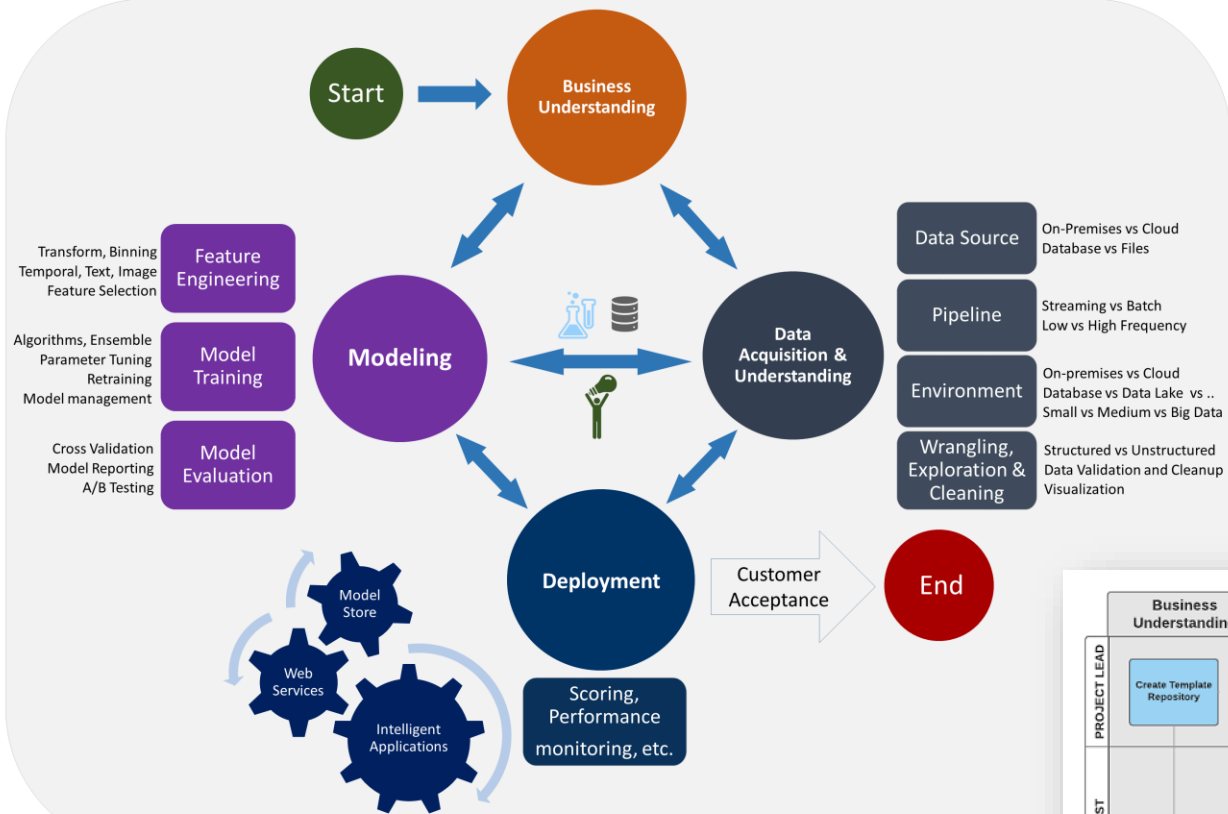 Start
Business
Understanding
Transform, Binning
Temporal, Text, Image
Feature Selection
Feature
Engineering
Algorithms, Ensemble
Parameter Tuning
Retraining
Model management
Model
Training
Cross Validation
Model Reporting
A/B Testing
Model
Evaluation
Modeling
Data
Acquisition &
Understanding
Data Source
On-Premises vs Cloud
Database vs Files
Pipeline
Streaming vs Batch
Low vs High Frequency
Environment
On-premises vs Cloud
Database vs Data Lake vs ..
Small vs Medium vs Big Data
Wrangling,
Exploration &
Cleaning
Structured vs Unstructured
Data Validation and Cleanup
Visualization
Deployment
Customer
Acceptance
End
Model
Store
Web
Services
Intelligent
Applications
Scoring,
Performance
monitoring, etc.
Business
Understandin
PROJECT LEAD
Create Template
Repository
ST